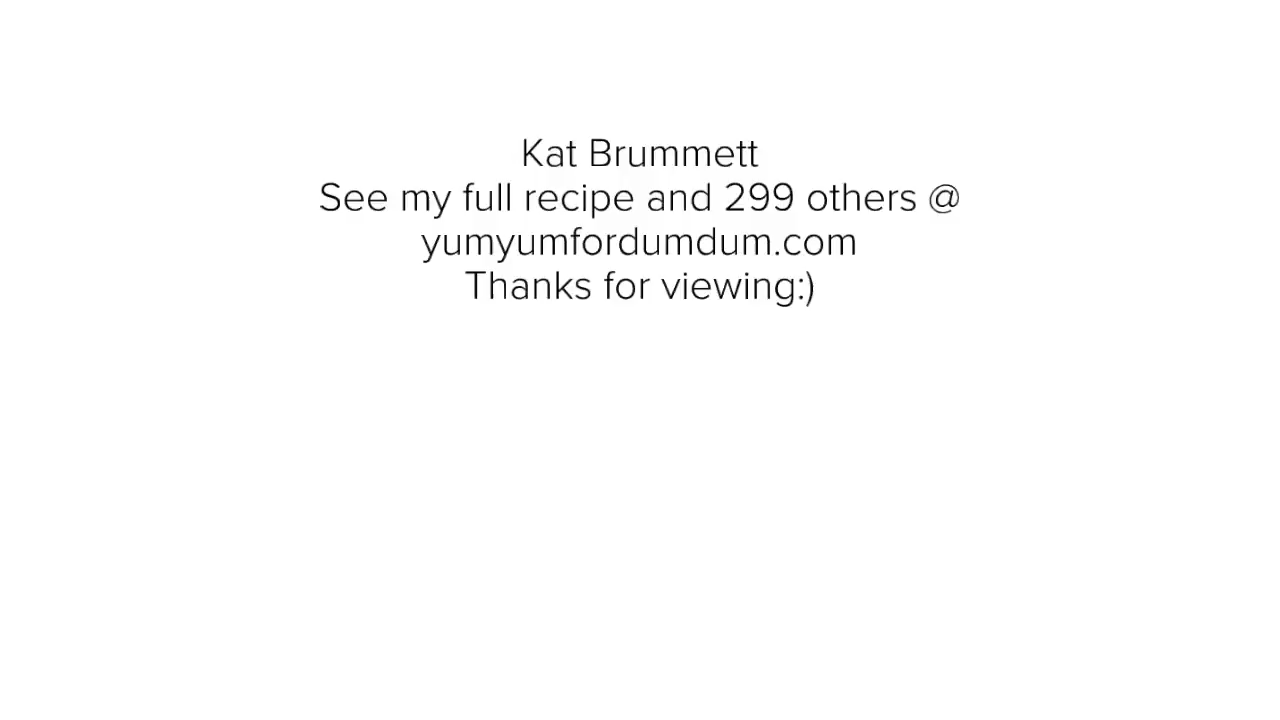 Kat Brummett
See my full recipe and 299 others @
yumyumfordumdum.com
Thanks for viewing:)